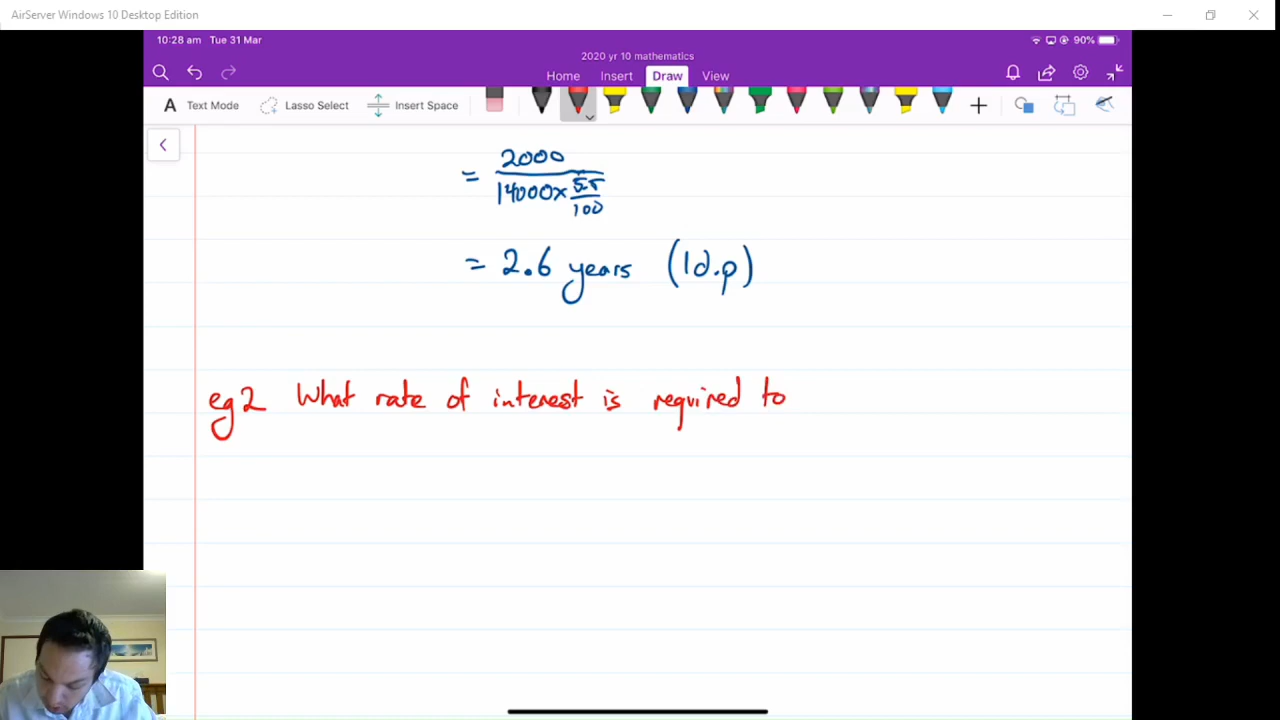 AirServer Windows 10 Desktop Edition
10:28 am Tue 31 Mar
90%
2020 yr 10 mathematics
Home Insert Draw View
A Text Mode Lasso Select Insert Space
= 2000
14000 × 5.5
100
= 2.6 years (1d.p)
eg2 What rate of interest is required to